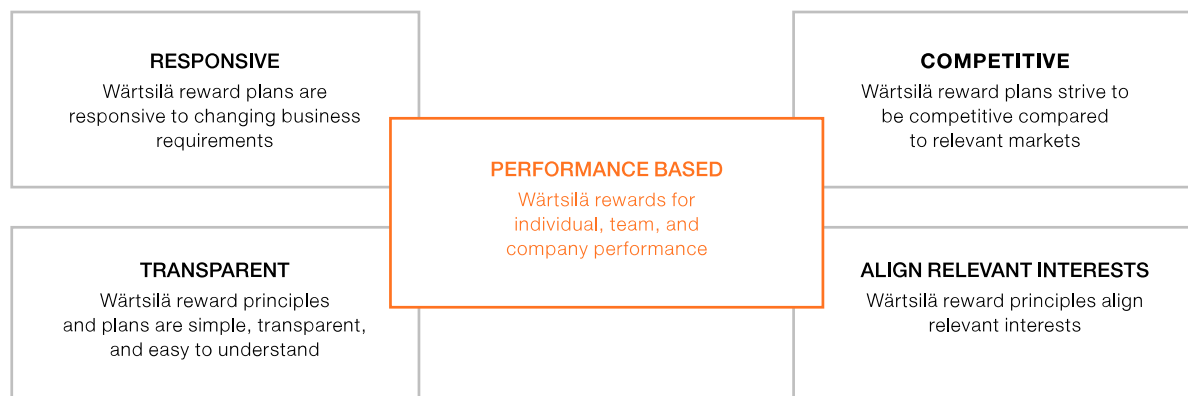 RESPONSIVE
Wärtsilä reward plans are
responsive to changing business
requirements
COMPETITIVE
Wärtsilä reward plans strive to
be competitive compared
to relevant markets
PERFORMANCE BASED
Wärtsilä rewards for
individual, team, and
company performance
TRANSPARENT
Wärtsilä reward principles
and plans are simple, transparent,
and easy to understand
ALIGN RELEVANT INTERESTS
Wärtsilä reward principles align
relevant interests